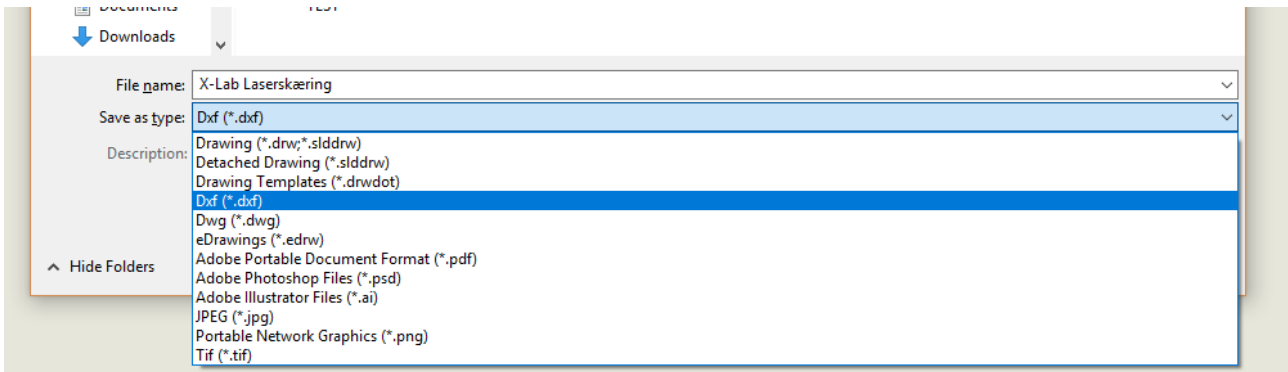 Documents
TEST
Downloads
File name: X-Lab Laserskæring
Save as type: Dxf (*.dxf)
Description:
Drawing (*.drw;*.slddrw)
Detached Drawing (*.slddrw)
Drawing Templates (*.drwdot)
Dxf (*.dxf)
Dwg (*.dwg)
eDrawings (*.edrw)
Adobe Portable Document Format (*.pdf)
Adobe Photoshop Files (*.psd)
Adobe Illustrator Files (*.ai)
JPEG (*.jpg)
Portable Network Graphics (*.png)
Tif (*.tif)
Hide Folders